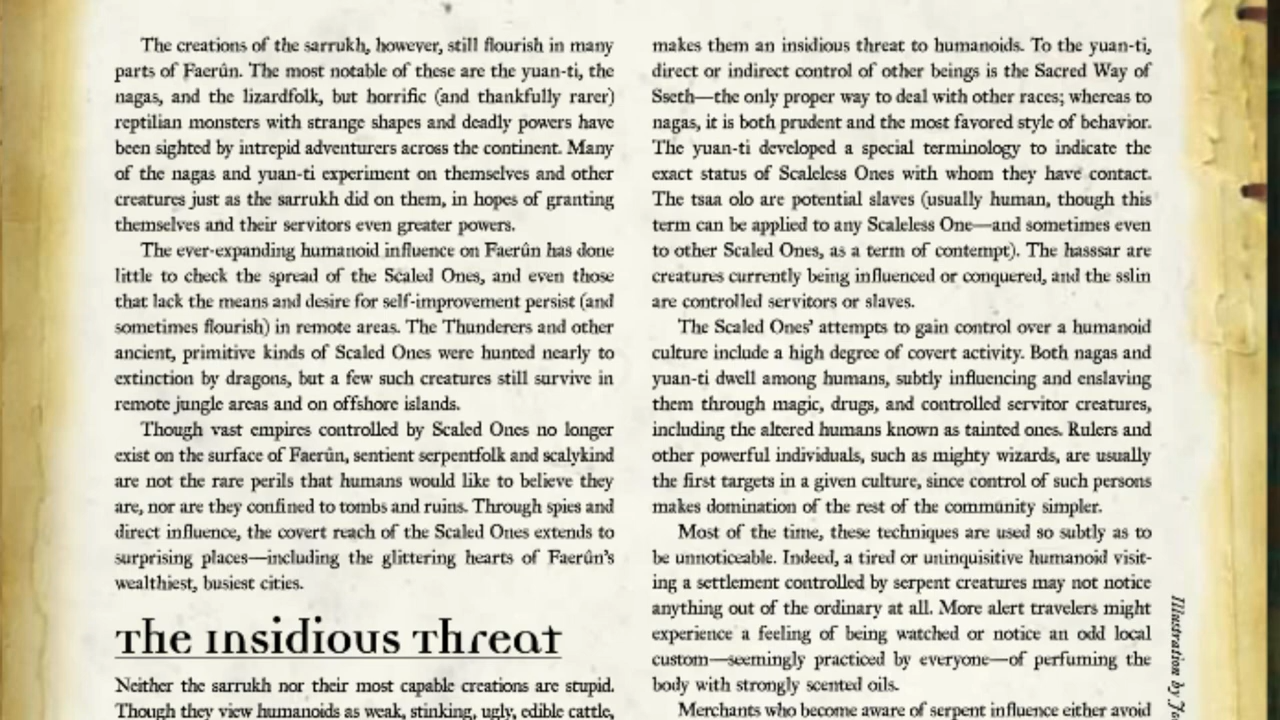 The creations of the sarrukh, however, still flourish in many
parts of Faerûn. The most notable of these are the yuan-ti, the
nagas, and the lizardfolk, but horrific (and thankfully rarer)
reptilian monsters with strange shapes and deadly powers have
been sighted by intrepid adventurers across the continent. Many
of the nagas and yuan-ti experiment on themselves and other
creatures just as the sarrukh did on them, in hopes of granting
themselves and their servitors even greater powers.
The ever-expanding humanoid influence on Faerûn has done
little to check the spread of the Scaled Ones, and even those
that lack the means and desire for self-improvement persist (and
sometimes flourish) in remote areas. The Thunderers and other
ancient, primitive kinds of Scaled Ones were hunted nearly to
extinction by dragons, but a few such creatures still survive in
remote jungle areas and on offshore islands.
Though vast empires controlled by Scaled Ones no longer
exist on the surface of Faerûn, sentient serpentfolk and scalykind
are not the rare perils that humans would like to believe they
are, nor are they confined to tombs and ruins. Through spies and
direct influence, the covert reach of the Scaled Ones extends to
surprising places—including the glittering hearts of Faerûn's
wealthiest, busiest cities.
The Insidious Threat
Neither the sarrukh nor their most capable creations are stupid.
Though they view humanoids as weak, stinking, ugly, edible cattle,
makes them an insidious threat to humanoids. To the yuan-ti,
direct or indirect control of other beings is the Sacred Way of
Sseth—the only proper way to deal with other races; whereas to
nagas, it is both prudent and the most favored style of behavior.
The yuan-ti developed a special terminology to indicate the
exact status of Scaleless Ones with whom they have contact.
The tsaa olo are potential slaves (usually human, though this
term can be applied to any Scaleless One—and sometimes even
to other Scaled Ones, as a term of contempt). The hasssar are
creatures currently being influenced or conquered, and the sslin
are controlled servitors or slaves.
The Scaled Ones' attempts to gain control over a humanoid
culture include a high degree of covert activity. Both nagas and
yuan-ti dwell among humans, subtly influencing and enslaving
them through magic, drugs, and controlled servitor creatures,
including the altered humans known as tainted ones. Rulers and
other powerful individuals, such as mighty wizards, are usually
the first targets in a given culture, since control of such persons
makes domination of the rest of the community simpler.
Most of the time, these techniques are used so subtly as to
be unnoticeable. Indeed, a tired or uninquisitive humanoid visit-
ing a settlement controlled by serpent creatures may not notice
anything out of the ordinary at all. More alert travelers might
experience a feeling of being watched or notice an odd local
custom—seemingly practiced by everyone—of perfuming the
body with strongly scented oils.
Merchants who become aware of serpent influence either avoid
Illustration by